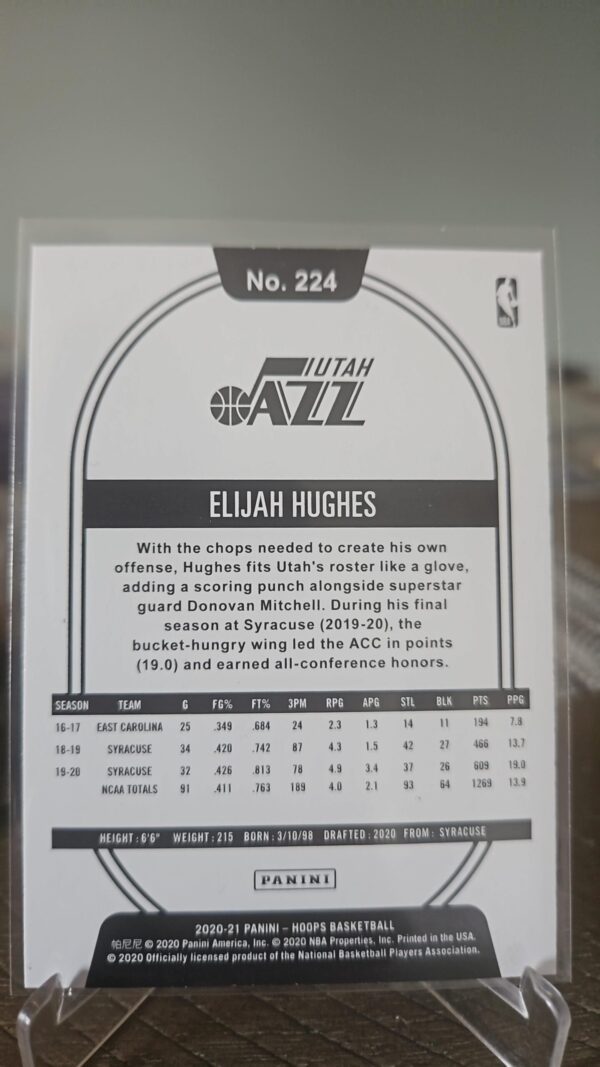 No. 224
UTAH
JAZZ
ELIJAH HUGHES
With the chops needed to create his own
offense, Hughes fits Utah's roster like a glove,
adding a scoring punch alongside superstar
guard Donovan Mitchell. During his final
season at Syracuse (2019-20), the
bucket-hungry wing led the ACC in points
(19.0) and earned all-conference honors.
SEASON TEAM G FG% FT% 3PM RPG APG STL BLK PTS PPG
16-17 EAST CAROLINA 25 .349 .684 24 2.3 1.3 14 11 194 7.8
18-19 SYRACUSE 34 .420 .742 87 4.3 1.5 42 27 466 13.7
19-20 SYRACUSE 32 .426 .813 78 4.9 3.4 37 26 609 19.0
NCAA TOTALS 91 .411 .763 189 4.0 2.1 93 64 1269 13.9
HEIGHT : 6'6" WEIGHT : 215 BORN : 3/10/98 DRAFTED : 2020 FROM : SYRACUSE
PANINI
2020-21 PANINI – HOOPS BASKETBALL
帕尼尼 © 2020 Panini America, Inc. © 2020 NBA Properties, Inc. Printed in the USA.
© 2020 Officially licensed product of the National Basketball Players Association.